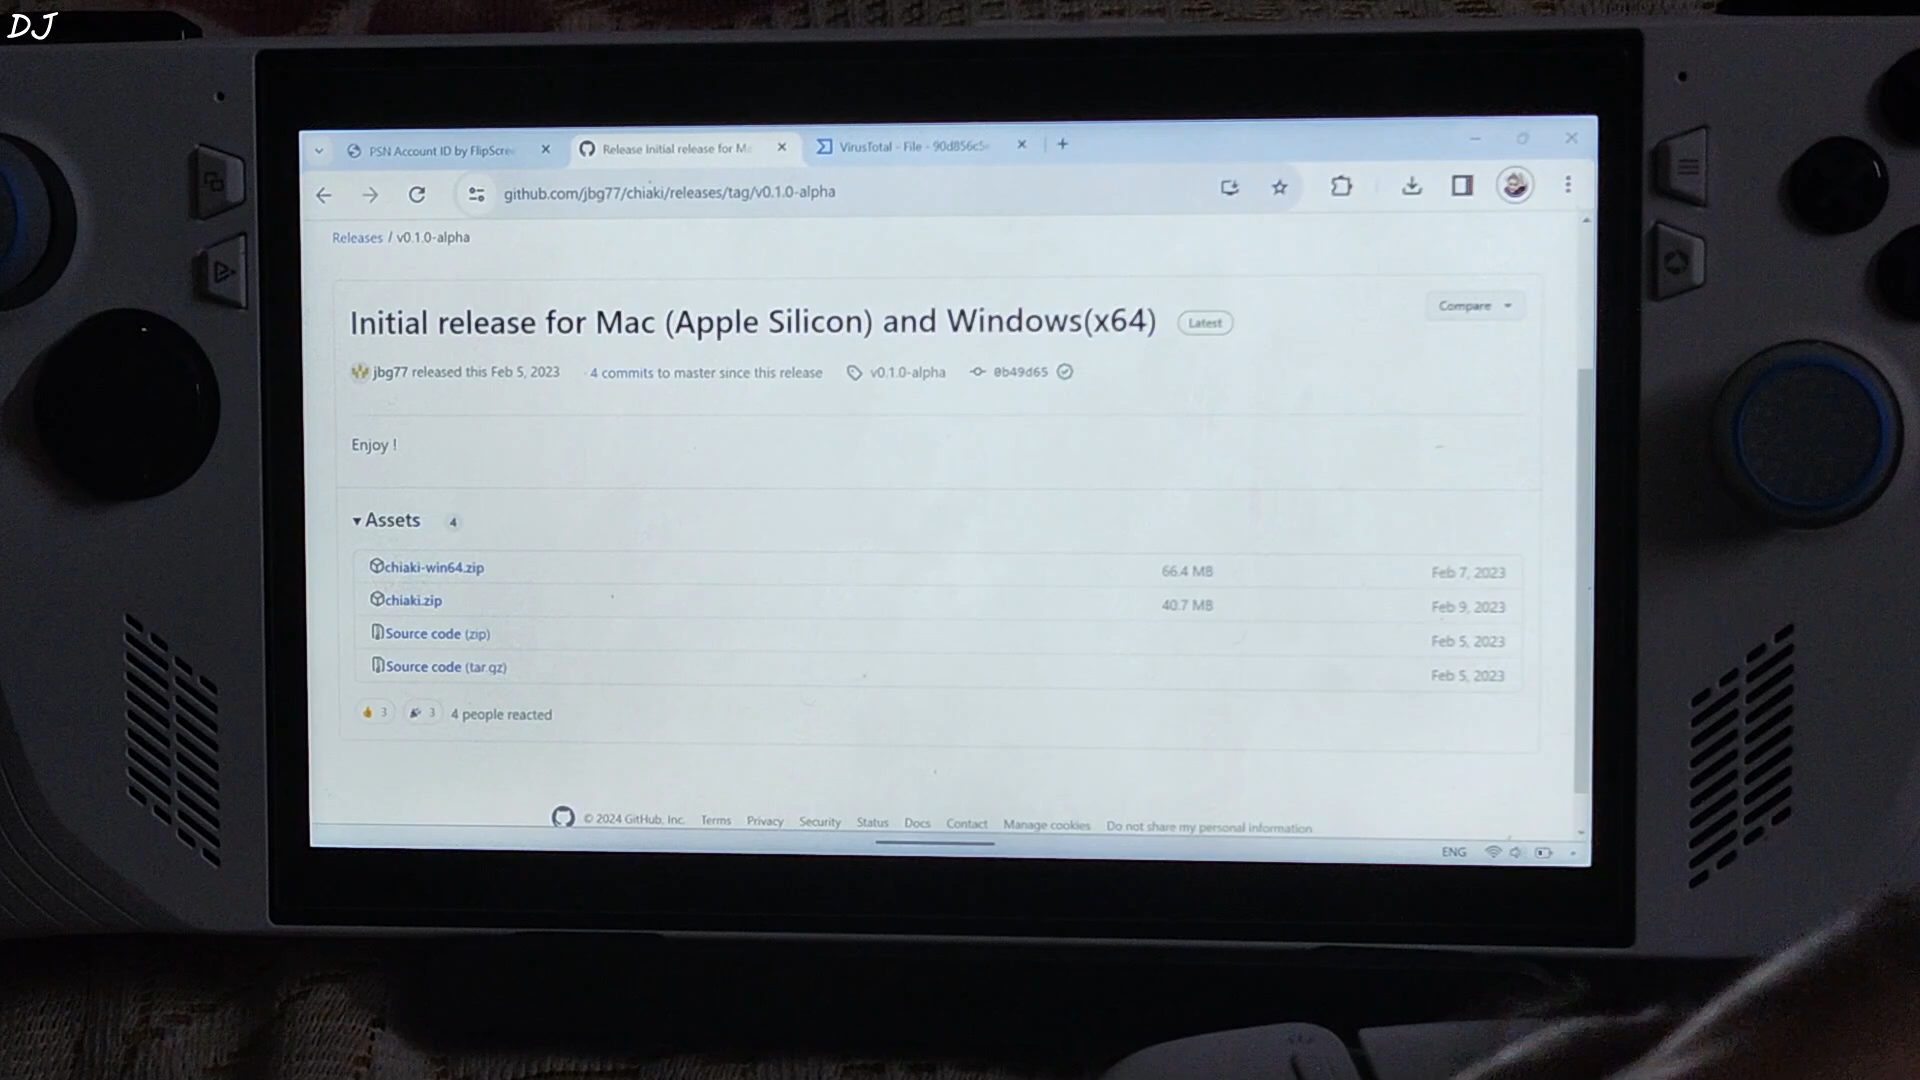 DJ
PSN Account ID by FlipScre
Release Initial release for M
VirusTotal - File - 90d856c5
github.com/jbg77/chiaki/releases/tag/v0.1.0-alpha
Releases / v0.1.0-alpha
Initial release for Mac (Apple Silicon) and Windows(x64) Latest
Compare
jbg77 released this Feb 5, 2023 · 4 commits to master since this release v0.1.0-alpha 0b49d65
Enjoy !
Assets 4
chiaki-win64.zip 66.4 MB Feb 7, 2023
chiaki.zip 40.7 MB Feb 9, 2023
Source code (zip) Feb 5, 2023
Source code (tar.gz) Feb 5, 2023
3 3 4 people reacted
© 2024 GitHub, Inc. Terms Privacy Security Status Docs Contact Manage cookies Do not share my personal information
ENG